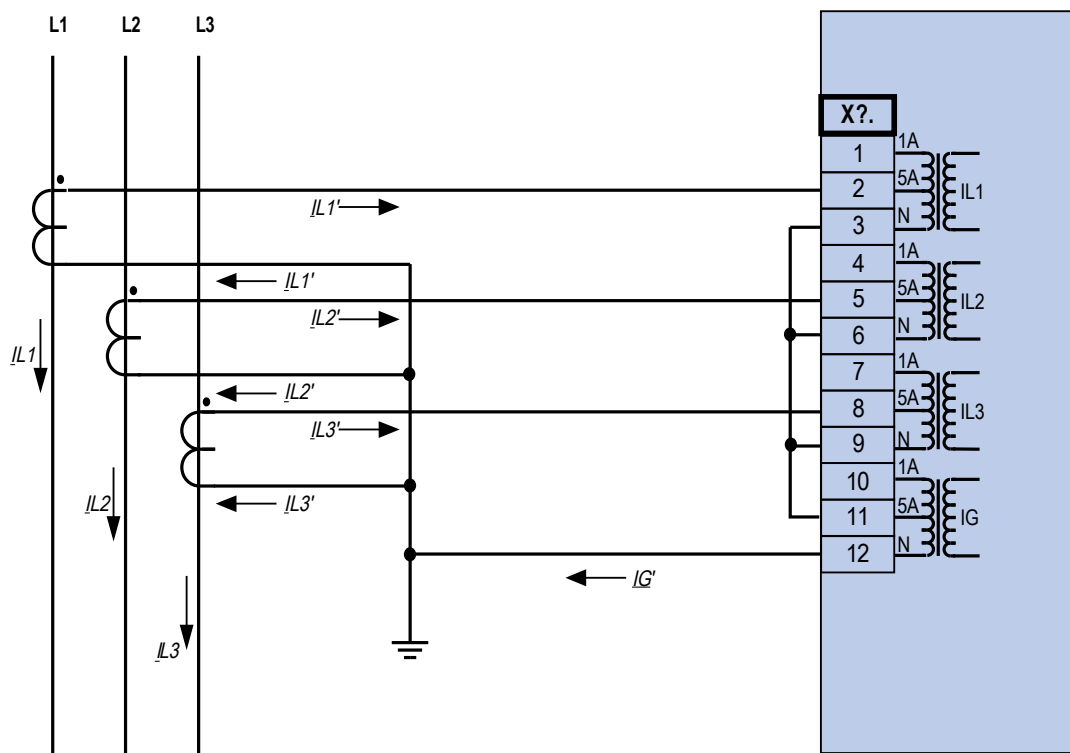 L1 L2 L3
X?.
1 1A
2 5A IL1
3 N
IL1'
4 1A
IL1'
5 5A IL2
IL2'
6 N
IL1
7 1A
IL2'
8 5A IL3
IL3'
9 N
10 1A
IL2 IL3'
11 5A IG
12 N
IG'
IL3